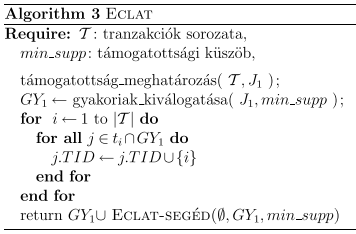 Algorithm 3 ECLAT
Require: 𝒯: tranzakciók sorozata,
min_supp: támogatottsági küszöb,
támogatottság_meghatározás( 𝒯, J₁ );
GY₁ ← gyakoriak_kiválogatása( J₁, min_supp );
for i ← 1 to |𝒯| do
for all j ∈ tᵢ ∩ GY₁ do
j.TID ← j.TID ∪ {i}
end for
end for
return GY₁ ∪ ECLAT-SEGÉD(∅, GY₁, min_supp)